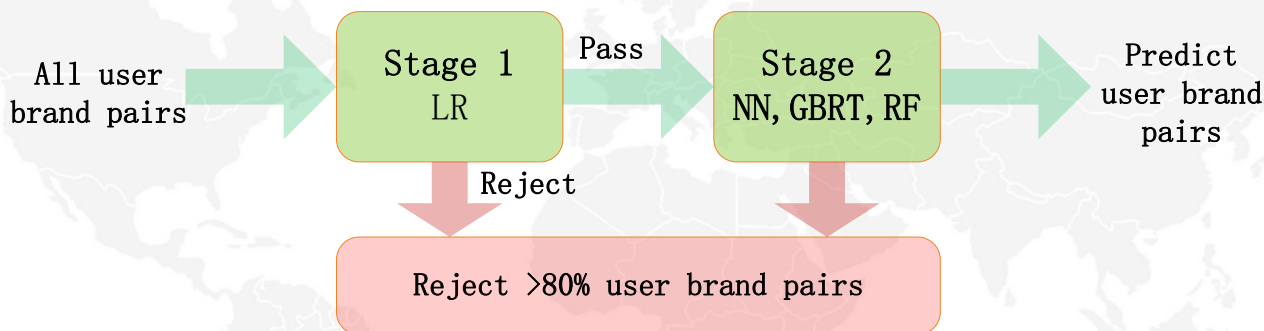 All user
brand pairs
Stage 1
LR
Pass
Stage 2
NN, GBRT, RF
Predict
user brand
pairs
Reject
Reject >80% user brand pairs